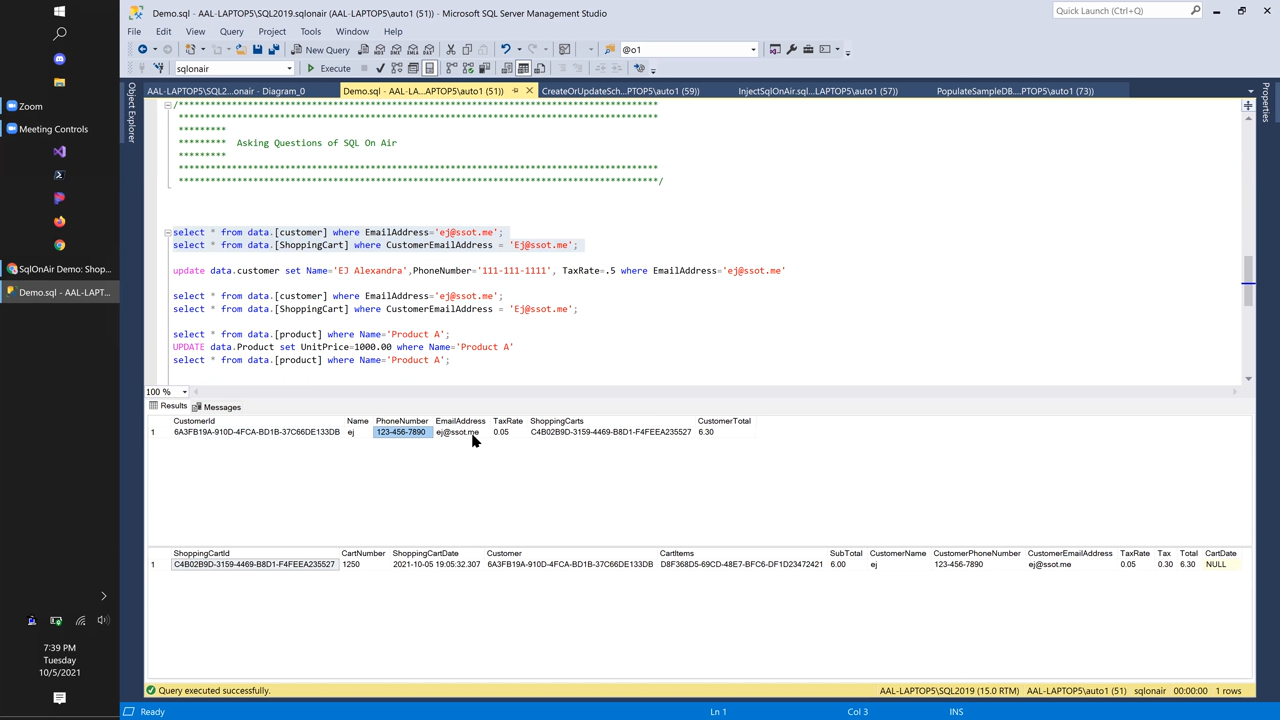 Demo.sql - AAL-LAPTOP5\SQL2019.sqlonair (AAL-LAPTOP5\auto1 (51)) - Microsoft SQL Server Management Studio
Quick Launch (Ctrl+Q)
File Edit View Query Project Tools Window Help
New Query
@o1
sqlonair
Execute
AAL-LAPTOP5\SQL2...onair - Diagram_0
Demo.sql - AAL-L...APTOP5\auto1 (51))
CreateOrUpdateSch...PTOP5\auto1 (59))
InjectSqlOnAir.sql...LAPTOP5\auto1 (57))
PopulateSampleDB....PTOP5\auto1 (73))
Object Explorer
Properties
Zoom
Meeting Controls
SqlOnAir Demo: Shop...
Demo.sql - AAL-LAPT...
/***********************************************************************************
************************************************************************************
*********
********* Asking Questions of SQL On Air
*********
************************************************************************************
************************************************************************************/
select * from data.[customer] where EmailAddress='ej@ssot.me';
select * from data.[ShoppingCart] where CustomerEmailAddress = 'Ej@ssot.me';
update data.customer set Name='EJ Alexandra',PhoneNumber='111-111-1111', TaxRate=.5 where EmailAddress='ej@ssot.me'
select * from data.[customer] where EmailAddress='ej@ssot.me';
select * from data.[ShoppingCart] where CustomerEmailAddress = 'Ej@ssot.me';
select * from data.[product] where Name='Product A';
UPDATE data.Product set UnitPrice=1000.00 where Name='Product A'
select * from data.[product] where Name='Product A';
100 %
Results Messages
CustomerId Name PhoneNumber EmailAddress TaxRate ShoppingCarts CustomerTotal
1 6A3FB19A-910D-4FCA-BD1B-37C66DE133DB ej 123-456-7890 ej@ssot.me 0.05 C4B02B9D-3159-4469-B8D1-F4FEEA235527 6.30
ShoppingCartId CartNumber ShoppingCartDate Customer CartItems SubTotal CustomerName CustomerPhoneNumber CustomerEmailAddress TaxRate Tax Total CartDate
1 C4B02B9D-3159-4469-B8D1-F4FEEA235527 1250 2021-10-05 19:05:32.307 6A3FB19A-910D-4FCA-BD1B-37C66DE133DB D8F368D5-69CD-48E7-BFC6-DF1D23472421 6.00 ej 123-456-7890 ej@ssot.me 0.05 0.30 6.30 NULL
7:39 PM
Tuesday
10/5/2021
Query executed successfully.
AAL-LAPTOP5\SQL2019 (15.0 RTM) AAL-LAPTOP5\auto1 (51) sqlonair 00:00:00 1 rows
Ready Ln 1 Col 3 INS